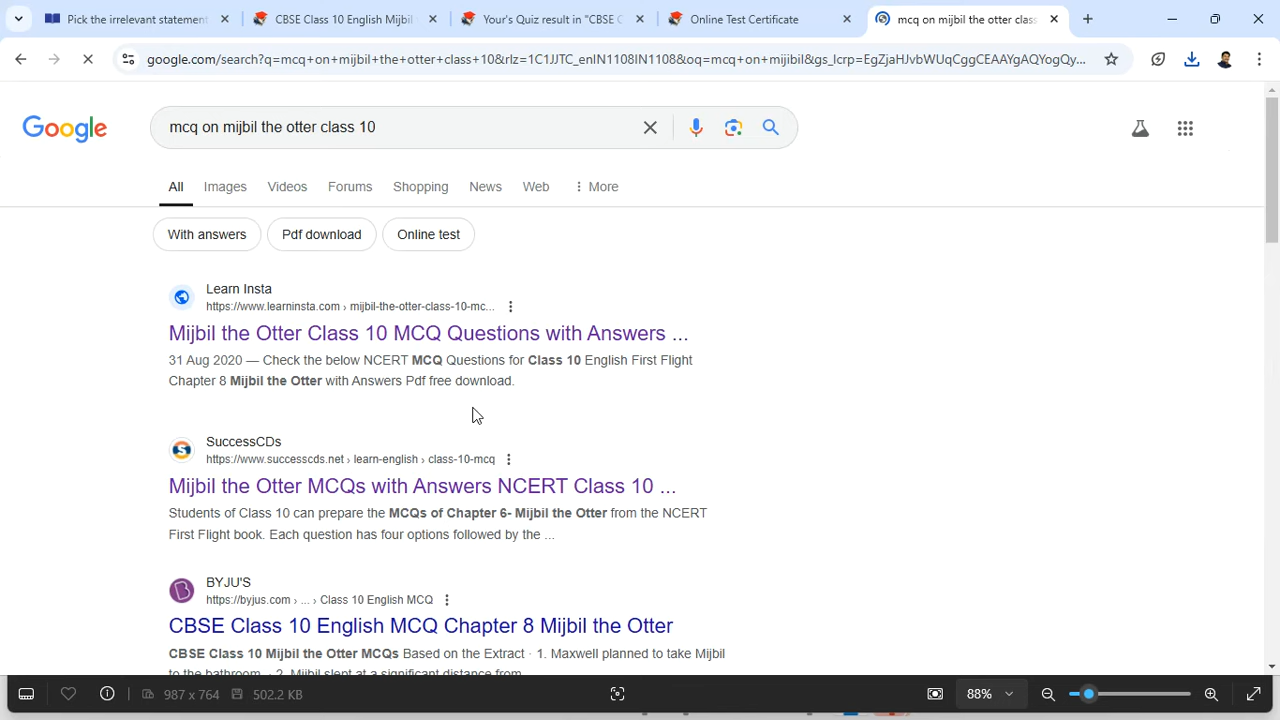 Pick the irrelevant statement
CBSE Class 10 English Mijbil
Your's Quiz result in "CBSE C
Online Test Certificate
mcq on mijbil the otter class
google.com/search?q=mcq+on+mijbil+the+otter+class+10&rlz=1C1JJTC_enIN1108IN1108&oq=mcq+on+mijibil&gs_lcrp=EgZjaHJvbWUqCggCEAAYgAQYogQy...
Google
mcq on mijbil the otter class 10
All Images Videos Forums Shopping News Web More
With answers Pdf download Online test
Learn Insta
https://www.learninsta.com › mijbil-the-otter-class-10-mc...
Mijbil the Otter Class 10 MCQ Questions with Answers ...
31 Aug 2020 — Check the below NCERT MCQ Questions for Class 10 English First Flight
Chapter 8 Mijbil the Otter with Answers Pdf free download.
SuccessCDs
https://www.successcds.net › learn-english › class-10-mcq
Mijbil the Otter MCQs with Answers NCERT Class 10 ...
Students of Class 10 can prepare the MCQs of Chapter 6- Mijbil the Otter from the NCERT
First Flight book. Each question has four options followed by the ...
BYJU'S
https://byjus.com › ... › Class 10 English MCQ
CBSE Class 10 English MCQ Chapter 8 Mijbil the Otter
CBSE Class 10 Mijbil the Otter MCQs Based on the Extract · 1. Maxwell planned to take Mijbil
to the bathroom. · 2. Mijbil slept at a significant distance from
987 x 764 502.2 KB 88%